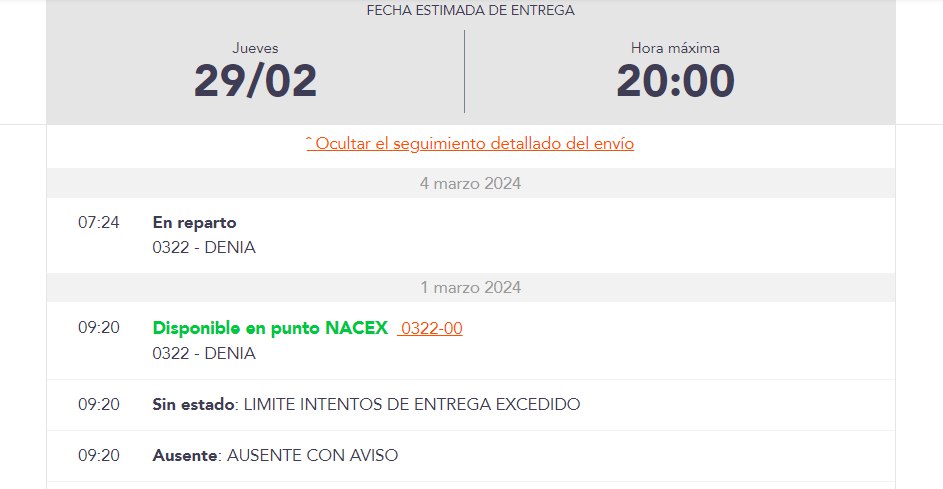 FECHA ESTIMADA DE ENTREGA
Jueves
29/02
Hora máxima
20:00
ˆ Ocultar el seguimiento detallado del envío
4 marzo 2024
07:24 En reparto
0322 - DENIA
1 marzo 2024
09:20 Disponible en punto NACEX 0322-00
0322 - DENIA
09:20 Sin estado: LIMITE INTENTOS DE ENTREGA EXCEDIDO
09:20 Ausente: AUSENTE CON AVISO